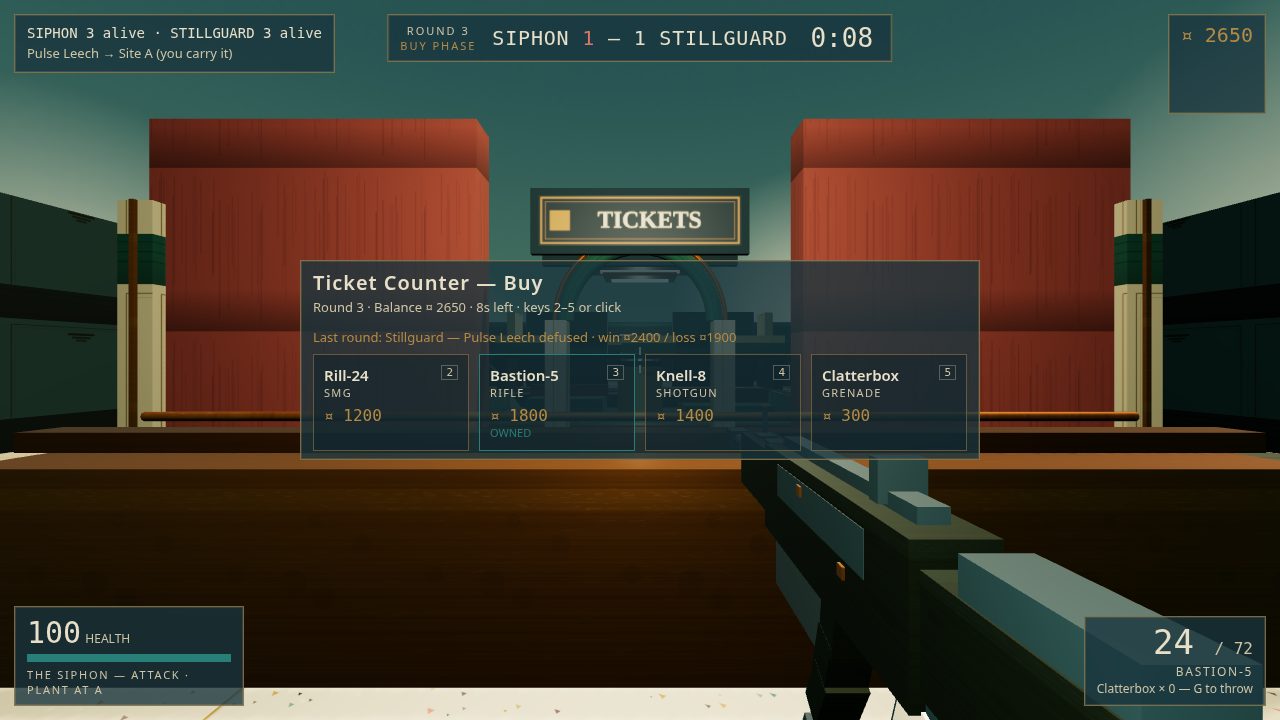 SIPHON 3 alive · STILLGUARD 3 alive
Pulse Leech → Site A (you carry it)
ROUND 3
BUY PHASE
SIPHON 1 — 1 STILLGUARD 0:08
¤ 2650
TICKETS
Ticket Counter — Buy
Round 3 · Balance ¤ 2650 · 8s left · keys 2–5 or click
Last round: Stillguard — Pulse Leech defused · win ¤2400 / loss ¤1900
Rill-24 2
SMG
¤ 1200
Bastion-5 3
RIFLE
¤ 1800
OWNED
Knell-8 4
SHOTGUN
¤ 1400
Clatterbox 5
GRENADE
¤ 300
100 HEALTH
THE SIPHON — ATTACK ·
PLANT AT A
24 / 72
BASTION-5
Clatterbox × 0 — G to throw